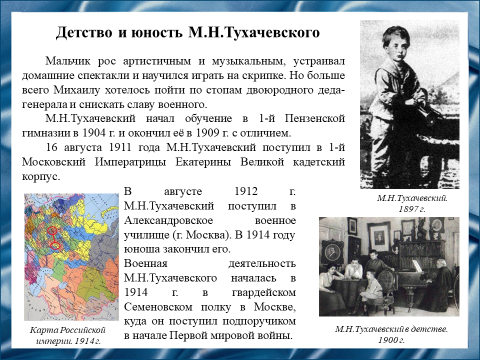 Детство и юность М.Н.Тухачевского
Мальчик рос артистичным и музыкальным, устраивал
домашние спектакли и научился играть на скрипке. Но больше
всего Михаилу хотелось пойти по стопам двоюродного деда-
генерала и снискать славу военного.
М.Н.Тухачевский начал обучение в 1-й Пензенской
гимназии в 1904 г. и окончил её в 1909 г. с отличием.
16 августа 1911 года М.Н.Тухачевский поступил в 1-й
Московский Император­трицы Екатерины Великой кадетский
корпус.
В августе 1912 г.
М.Н.Тухачевский поступил в
Александровское военное
училище (г. Москва). В 1914 году
юноша закончил его.
Военная деятельность
М.Н.Тухачевского началась в
1914 г. в гвардейском
Семеновском полку в Москве,
куда он поступил подпоручиком
в начале Первой мировой войны.
М.Н.Тухачевский.
1897 г.
Карта Российской
империи. 1914 г.
М.Н.Тухачевский в детстве.
1900 г.